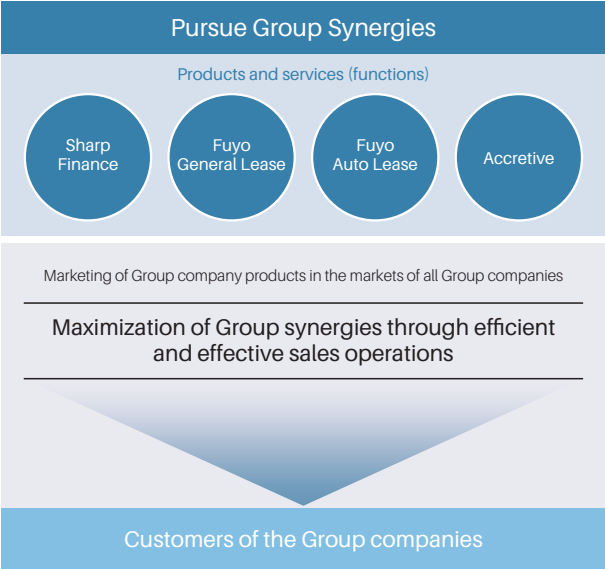 Pursue Group Synergies
Products and services (functions)
Sharp
Finance
Fuyo
General Lease
Fuyo
Auto Lease
Accretive
Marketing of Group company products in the markets of all Group companies
Maximization of Group synergies through efficient
and effective sales operations
Customers of the Group companies